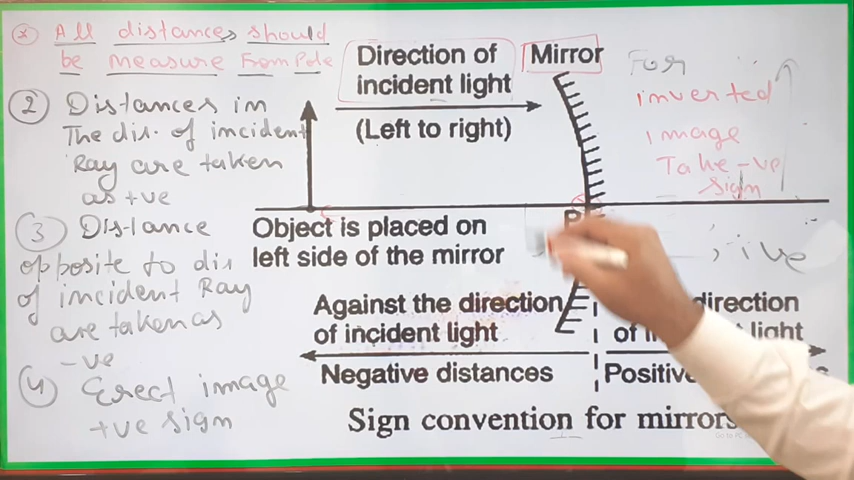 All distances should
be measure From Pole
② Distances in
The dir. of incident
Ray are taken
as +ve
③ Distance
opposite to dir
of incident Ray
are taken as
-ve
④ Erect image
+ve sign
Direction of
incident light
(Left to right)
Mirror
For
inverted
image
Take -ve
sign
P
Object is placed on
left side of the mirror
Against the direction
of incident light
Negative distances
direction
light
Sign convention for mirrors